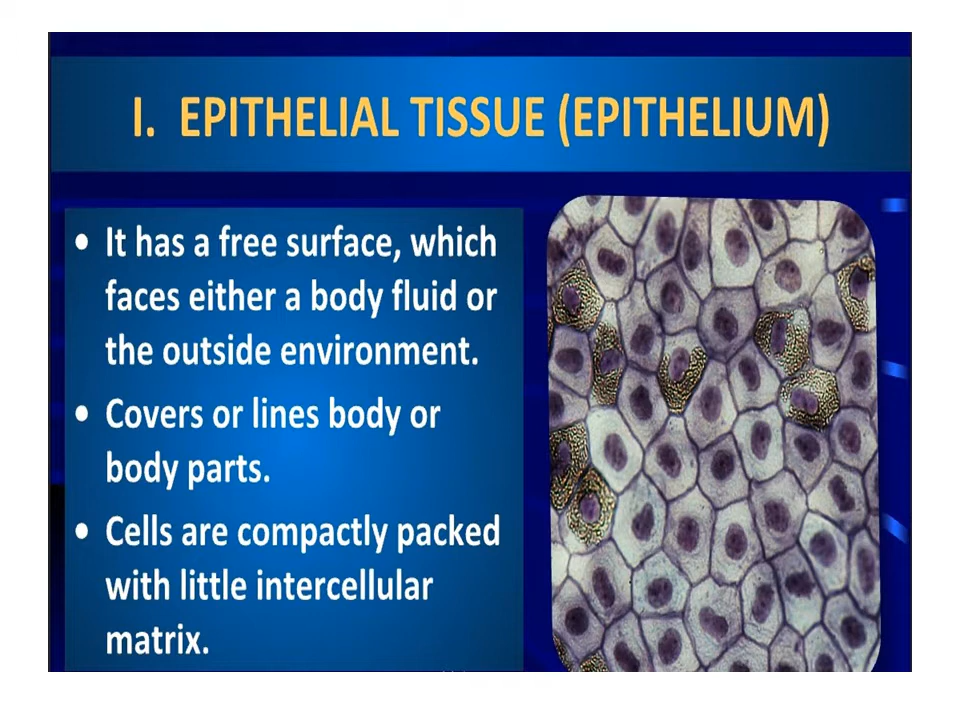 I. EPITHELIAL TISSUE (EPITHELIUM)
• It has a free surface, which
faces either a body fluid or
the outside environment.
• Covers or lines body or
body parts.
• Cells are compactly packed
with little intercellular
matrix.